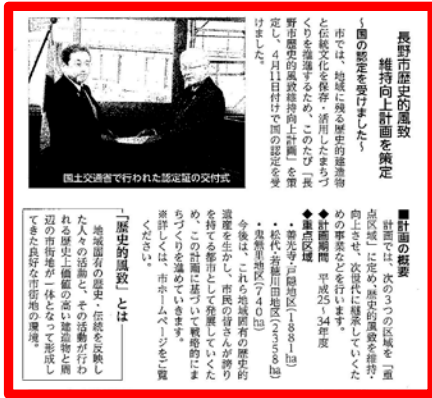 長野市歴史的風致
維持向上計画を策定
~国の認定を受けました~
市では、地域に残る歴史的建造物
と伝統文化を保存・活用したまちづ
くりを推進するため、このたび「長
野市歴史的風致維持向上計画」を策
定し、4月11日付けで国の認定を受
けました。
国土交通省で行われた認定証の交付式
■計画の概要
計画では、次の3つの区域を「重
点区域」に定め、歴史的風致を維持・
向上させ、次世代に継承していくた
めの事業などを行います。
◆計画期間 平成25~34年度
◆重点区域
・善光寺・戸隠地区(1881ha)
・松代・若穂川田地区(2358ha)
・鬼無里地区(740ha)
今後は、これら地域固有の歴史的
遺産を生かし、市民の皆さんが誇り
を持てる都市として発展していくた
め、この計画に基づいて戦略的にま
ちづくりを進めていきます。
※詳しくは、市ホームページをご覧
ください。
「歴史的風致」とは
地域固有の歴史・伝統を反映し
た人々の活動と、その活動が行わ
れる歴史上価値の高い建造物と周
辺の市街地が一体となって形成し
てきた良好な市街地の環境。